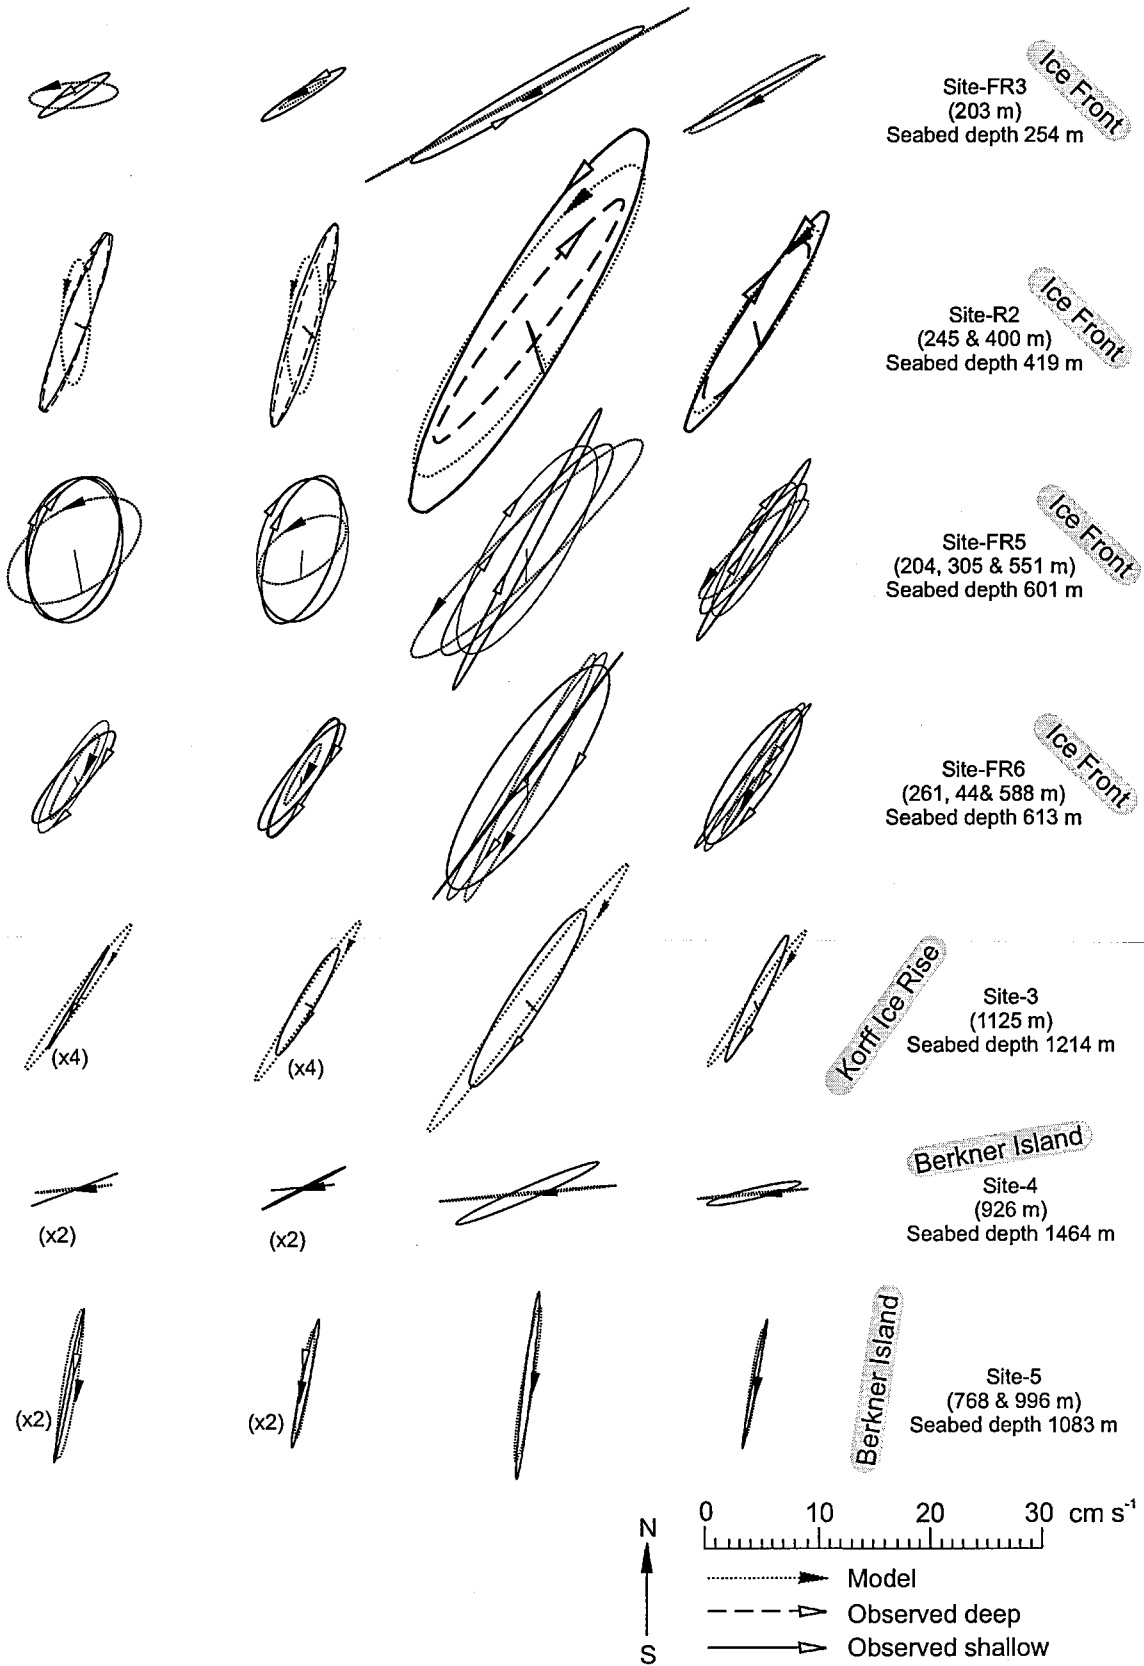 Ice Front
Site-FR3
(203 m)
Seabed depth 254 m
Ice Front
Site-R2
(245 & 400 m)
Seabed depth 419 m
Ice Front
Site-FR5
(204, 305 & 551 m)
Seabed depth 601 m
Ice Front
Site-FR6
(261, 44& 588 m)
Seabed depth 613 m
Korff Ice Rise
Site-3
(1125 m)
Seabed depth 1214 m
(x4)
(x4)
Berkner Island
Site-4
(926 m)
Seabed depth 1464 m
(x2)
(x2)
Berkner Island
Site-5
(768 & 996 m)
Seabed depth 1083 m
(x2)
(x2)
0 10 20 30 cm s⁻¹
N
S
Model
Observed deep
Observed shallow